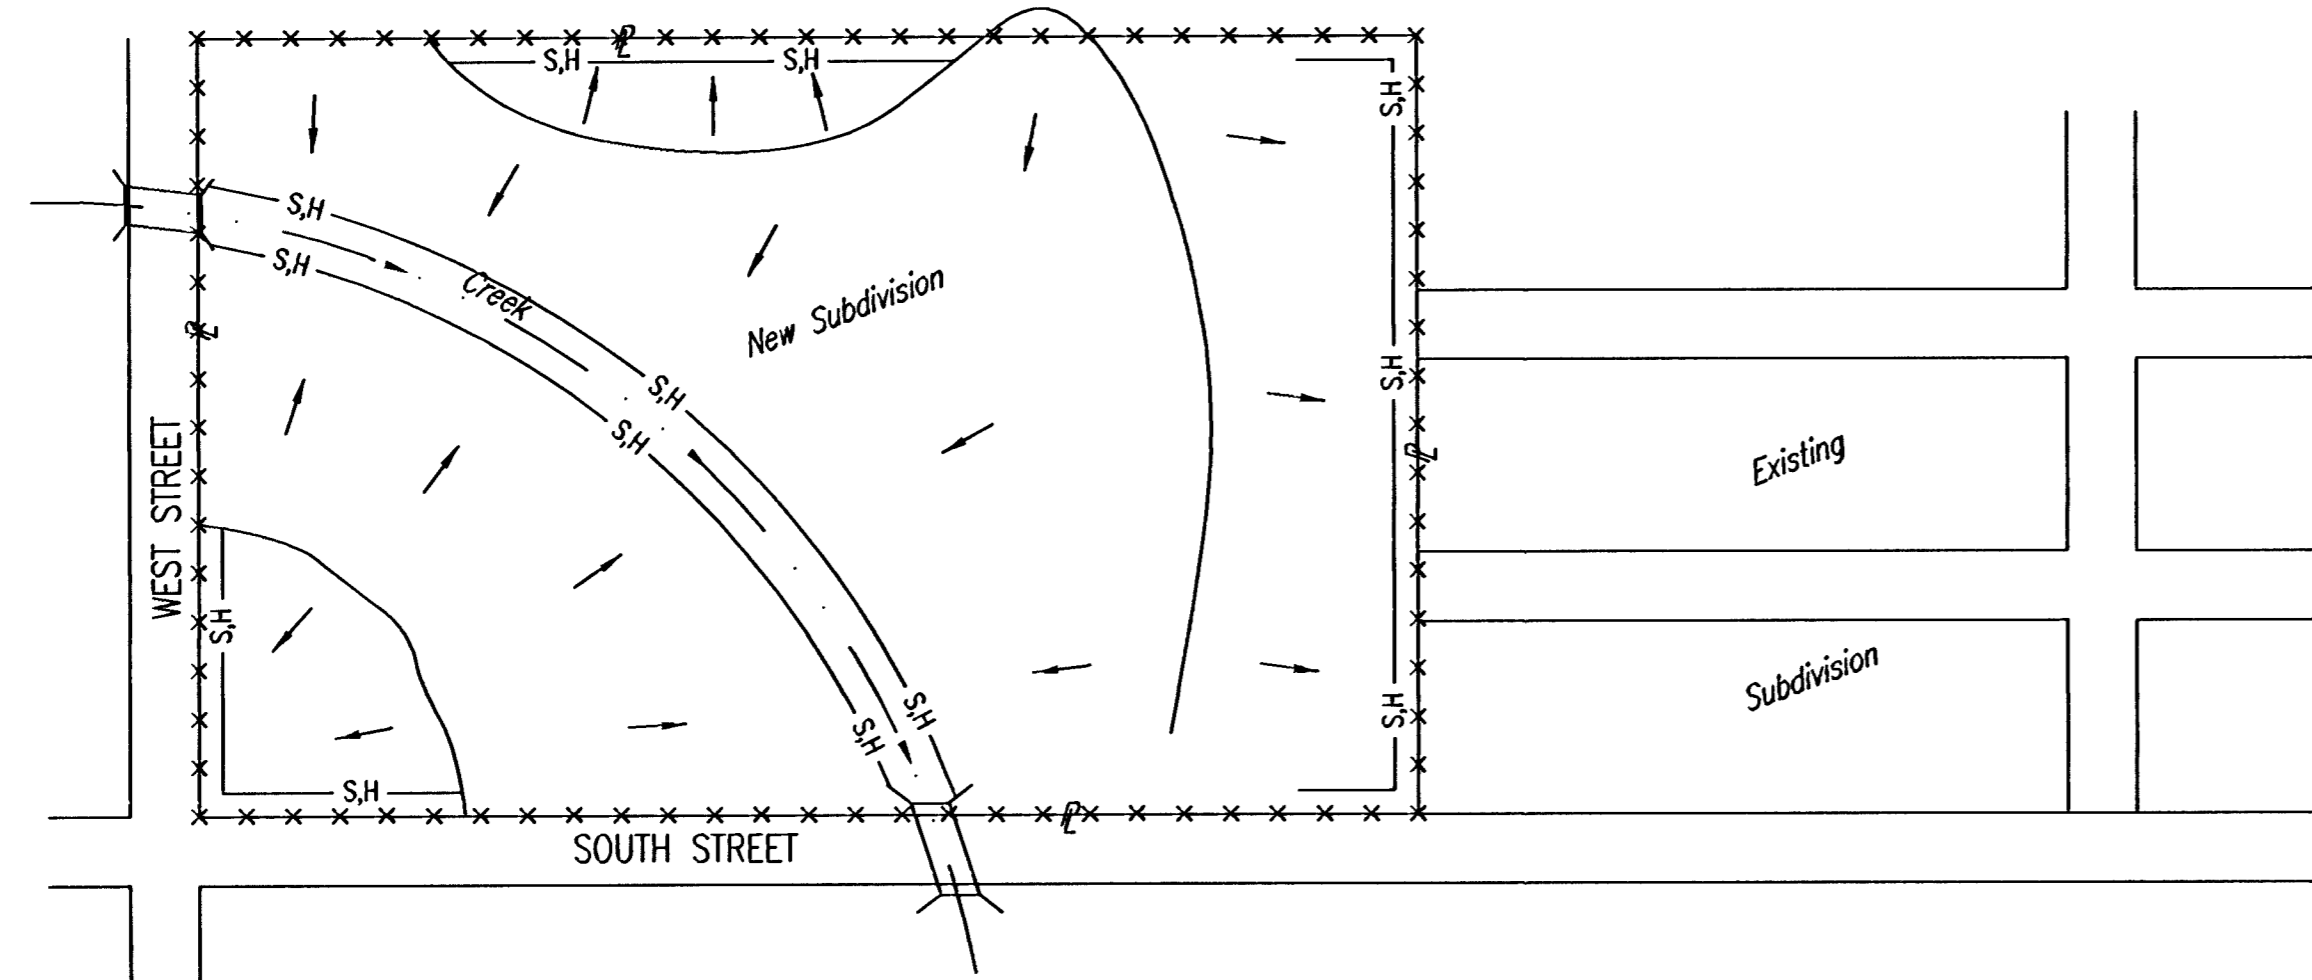 ℄
S,H
S,H
S,H
S,H
S,H
Creek
New Subdivision
℄
S,H
S,H
S,H
℄
WEST STREET
Existing
S,H
Subdivision
S,H
S,H
S,H
S,H
℄
SOUTH STREET